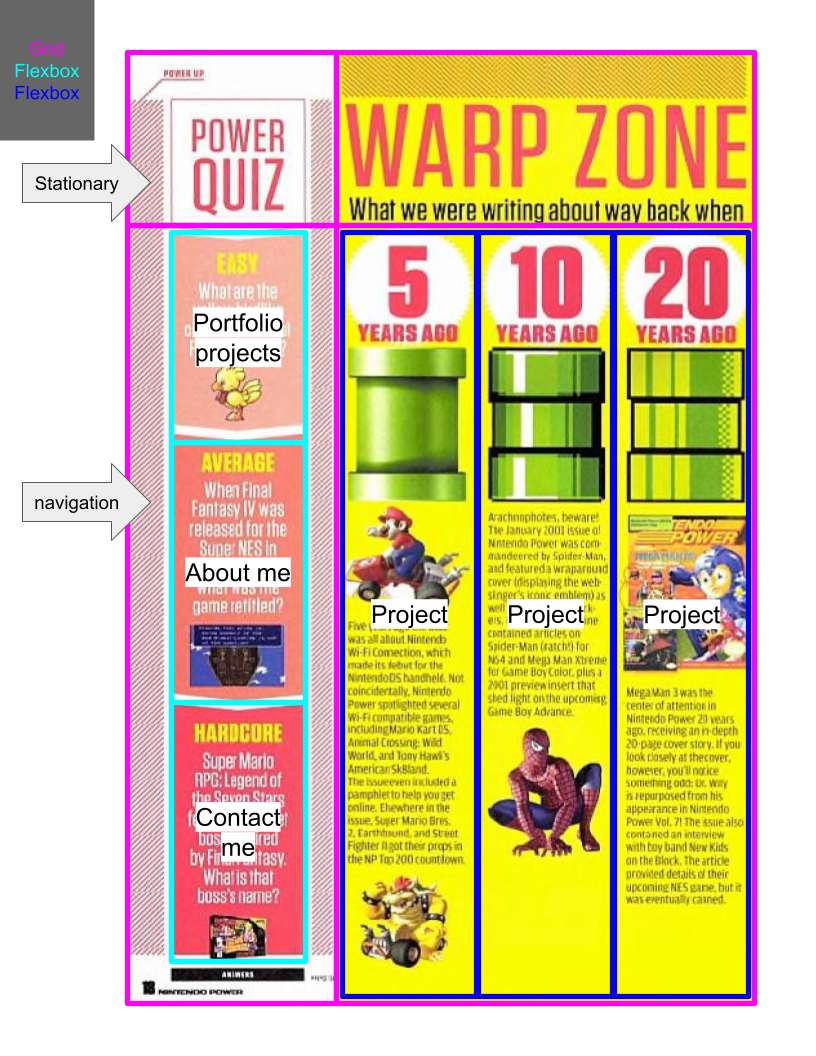 Grid
Flexbox
Flexbox
Stationary
navigation
POWER UP
POWER
QUIZ
WARP ZONE
What we were writing about way back when
EASY
What are the
Portfolio
projects
AVERAGE
When Final
Fantasy IV was
released for the
Super NES in
About me
what was the
game retitled?
HARDCORE
Super Mario
RPG: Legend of
the Seven Stars
Contact
me
by Final Fantasy.
What is that
boss's name?
ANSWERS
18 NINTENDO POWER
5
YEARS AGO
Project
Five
was all about Nintendo
Wi-Fi Connection, which
made its debut for the
Nintendo DS handheld. Not
coincidentally, Nintendo
Power spotlighted several
Wi-Fi compatible games,
including Mario Kart DS,
Animal Crossing: Wild
World, and Tony Hawk's
American Sk8land.
The issue even included a
pamphlet to help you get
online. Elsewhere in the
issue, Super Mario Bros.
2, Earthbound, and Street
Fighter II got their props in
the NP Top 200 countdown.
10
YEARS AGO
Arachnophotes, beware!
The January 2001 issue of
Nintendo Power was com-
mandeered by Spider-Man,
and featured a wraparound
cover (displaying the web-
slinger's iconic emblem) as
well
Project
ers.
contained articles on
Spider-Man (natch!) for
N64 and Mega Man Xtreme
for Game Boy Color, plus a
2001 preview insert that
shed light on the upcoming
Game Boy Advance.
20
YEARS AGO
NINTENDO
POWER
MEGA MAN III
Project
Mega Man 3 was the
center of attention in
Nintendo Power 20 years
ago, receiving an in-depth
20-page cover story. If you
look closely at the cover,
however, you'll notice
something odd: Dr. Wily
is repurposed from his
appearance in Nintendo
Power Vol. 7! The issue also
contained an interview
with boy band New Kids
on the Block. The article
provided details of their
upcoming NES game, but it
was eventually canned.